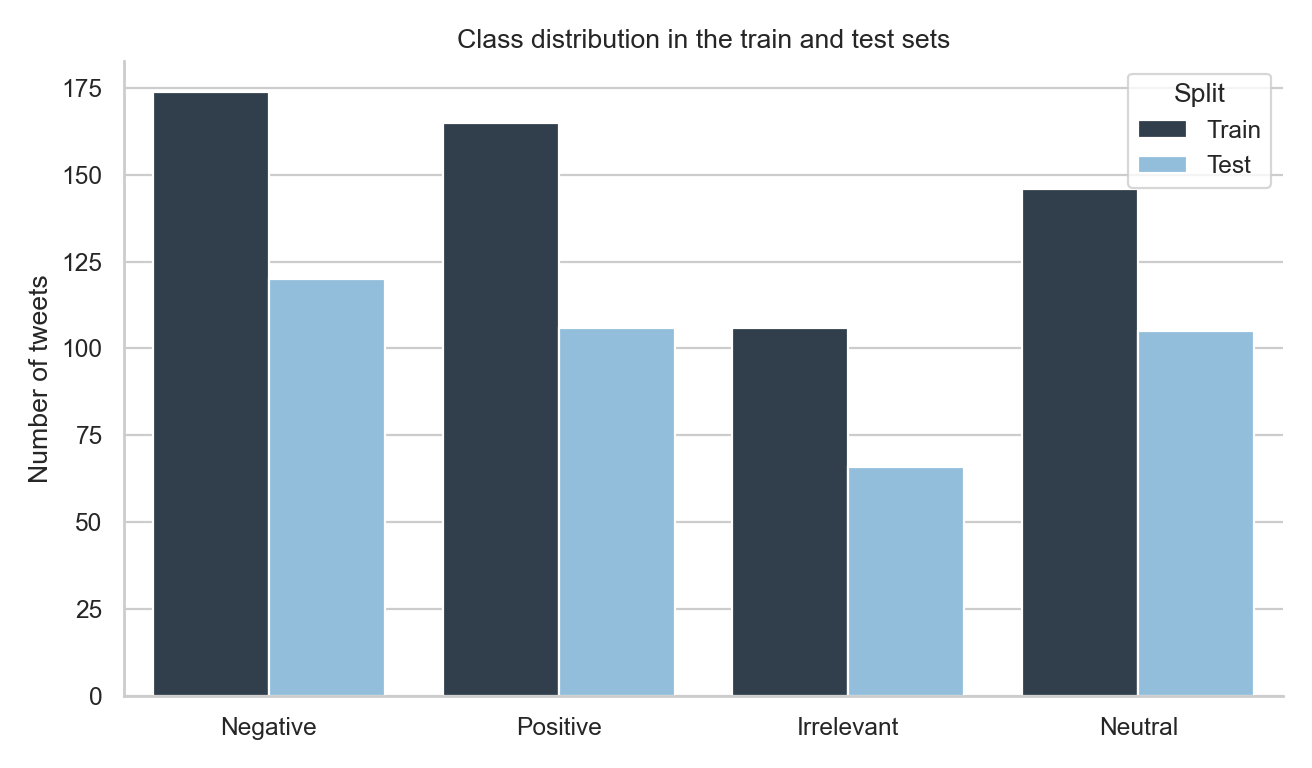 Class distribution in the train and test sets
Split
Train
Test
Number of tweets
175
150
125
100
75
50
25
0
Negative
Positive
Irrelevant
Neutral